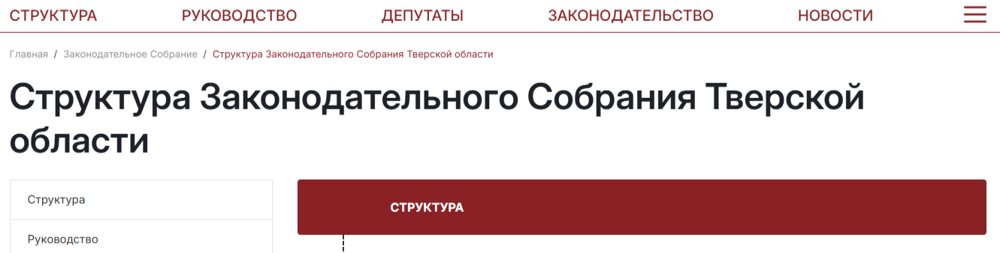 СТРУКТУРА РУКОВОДСТВО ДЕПУТАТЫ ЗАКОНОДАТЕЛЬСТВО НОВОСТИ
Главная / Законодательное Собрание / Структура Законодательного Собрания Тверской области
Структура Законодательного Собрания Тверской
области
Структура
СТРУКТУРА
Руководство